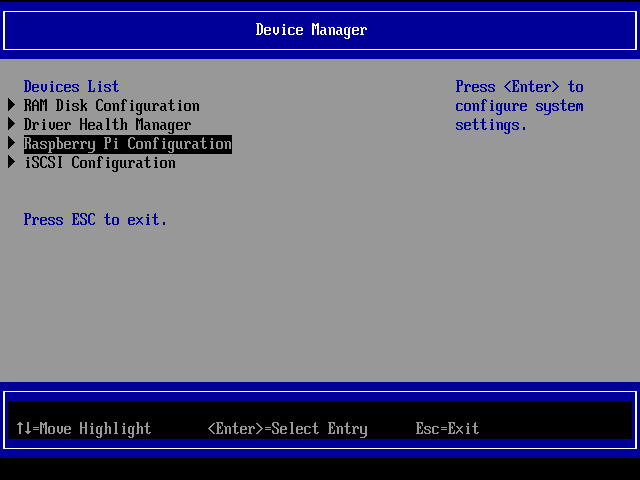 Device Manager
Devices List
RAM Disk Configuration
Driver Health Manager
Raspberry Pi Configuration
iSCSI Configuration
Press ESC to exit.
Press <Enter> to
configure system
settings.
↑↓=Move Highlight <Enter>=Select Entry Esc=Exit